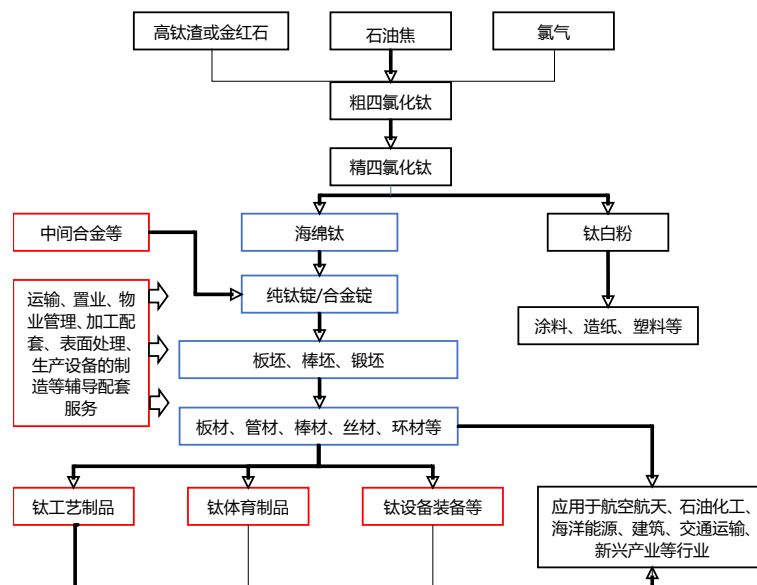 高钛渣或金红石
石油焦
氯气
粗四氯化钛
精四氯化钛
中间合金等
海绵钛
钛白粉
运输、置业、物
业管理、加工配
套、表面处理、
生产设备的制
造等辅导配套
服务
纯钛锭/合金锭
涂料、造纸、塑料等
板坯、棒坯、锻坯
板材、管材、棒材、丝材、环材等
钛工艺制品
钛体育制品
钛设备装备等
应用于航空航天、石油化工、
海洋能源、建筑、交通运输、
新兴产业等行业